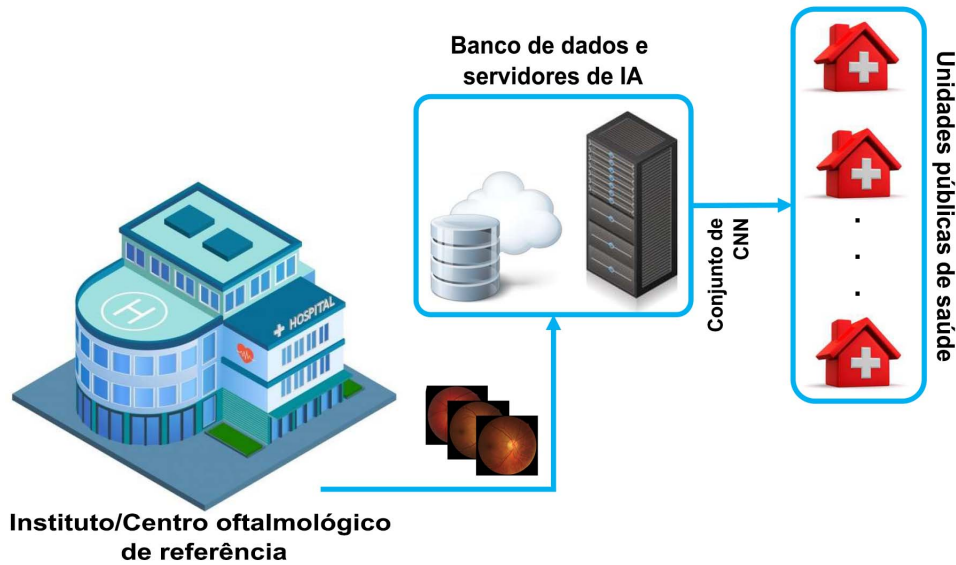 Banco de dados e
servidores de IA
Unidades públicas de saúde
Conjunto de
CNN
H
HOSPITAL
Instituto/Centro oftalmológico
de referência